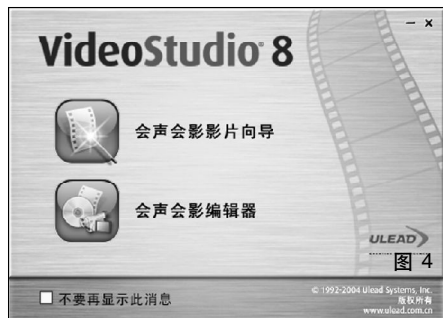 VideoStudio 8
会声会影影片向导
会声会影编辑器
ULEAD
图 4
不要再显示此消息
© 1992-2004 Ulead Systems, Inc.
版权所有
www.ulead.com.cn